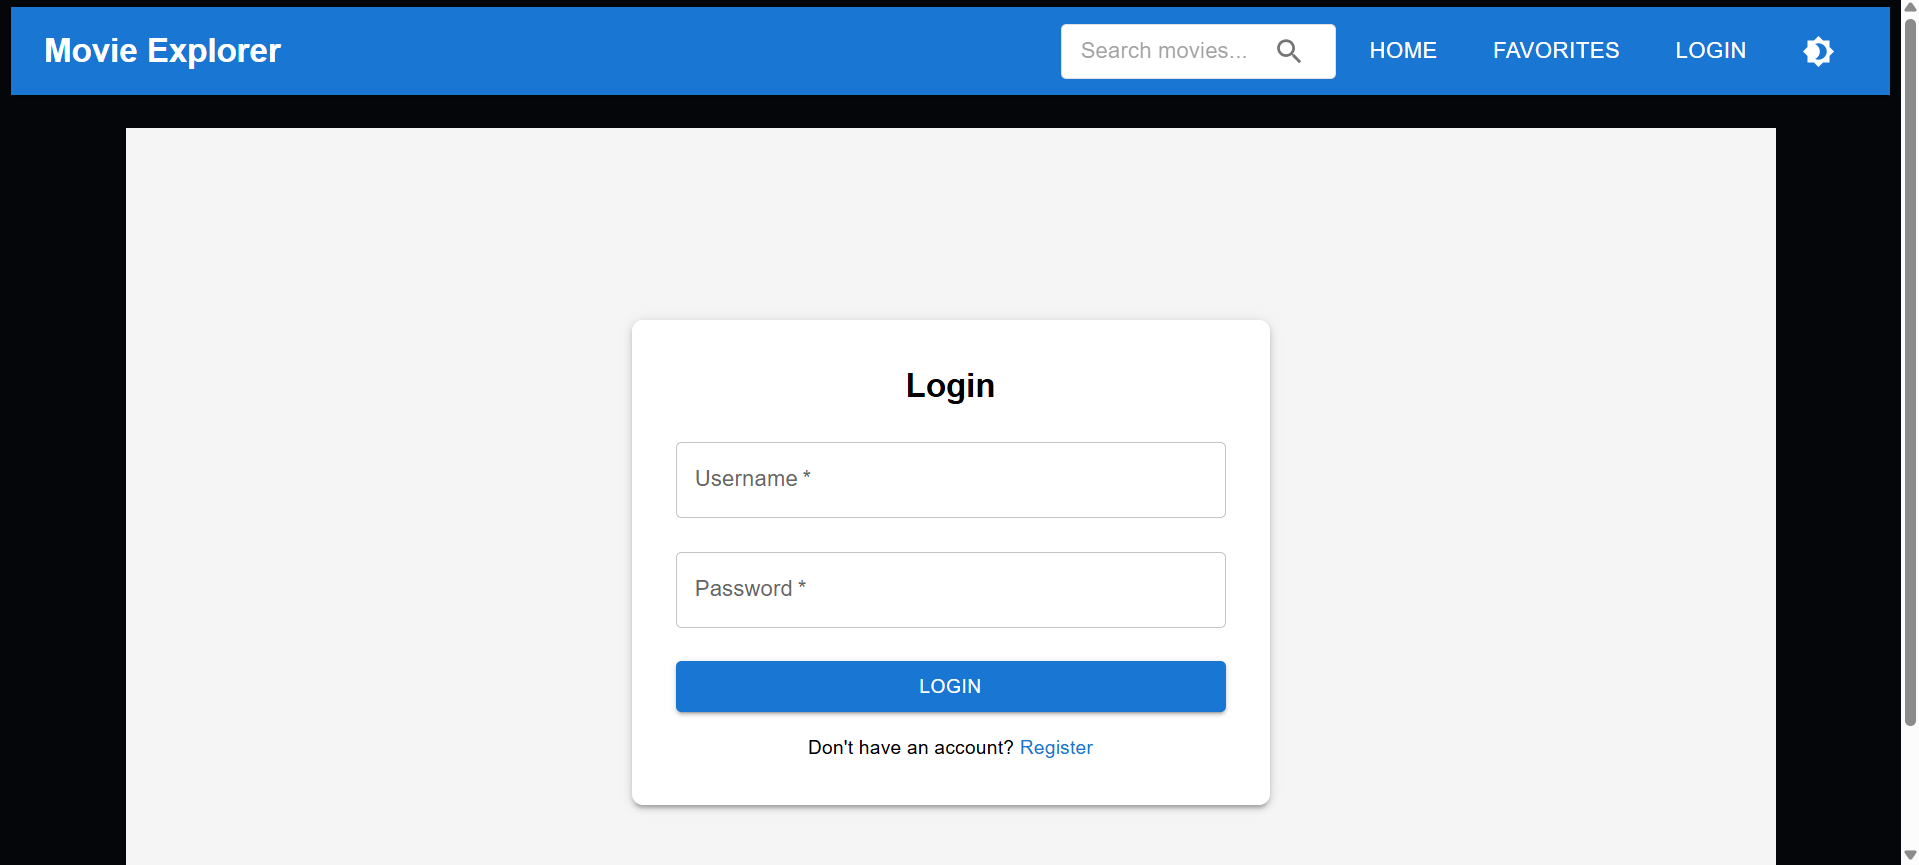 Movie Explorer
Search movies...
HOME
FAVORITES
LOGIN
Login
Username *
Password *
LOGIN
Don't have an account? Register